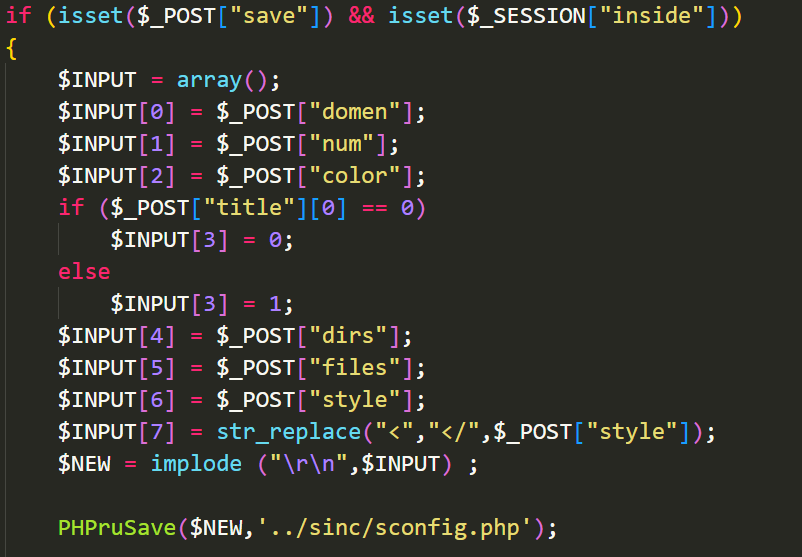 if (isset($_POST["save"]) && isset($_SESSION["inside"]))
{
    $INPUT = array();
    $INPUT[0] = $_POST["domen"];
    $INPUT[1] = $_POST["num"];
    $INPUT[2] = $_POST["color"];
    if ($_POST["title"][0] == 0)
        $INPUT[3] = 0;
    else
        $INPUT[3] = 1;
    $INPUT[4] = $_POST["dirs"];
    $INPUT[5] = $_POST["files"];
    $INPUT[6] = $_POST["style"];
    $INPUT[7] = str_replace("<","</",$_POST["style"]);
    $NEW = implode ("\r\n",$INPUT) ;
    PHPruSave($NEW,'../sinc/sconfig.php');